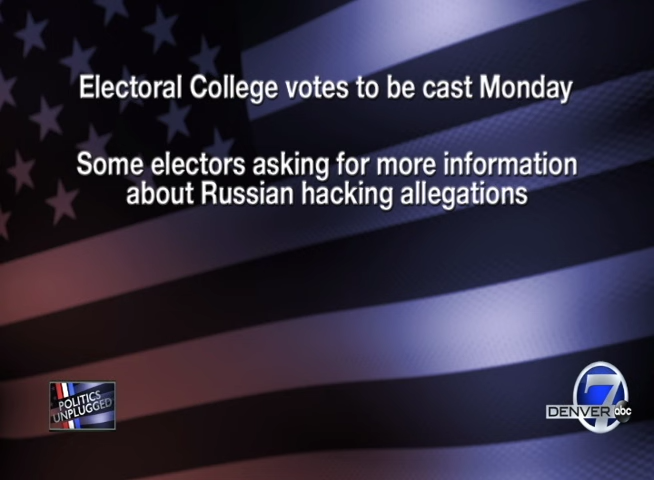 Electoral College votes to be cast Monday
Some electors asking for more information
about Russian hacking allegations
POLITICS
UNPLUGGED
7
DENVER abc